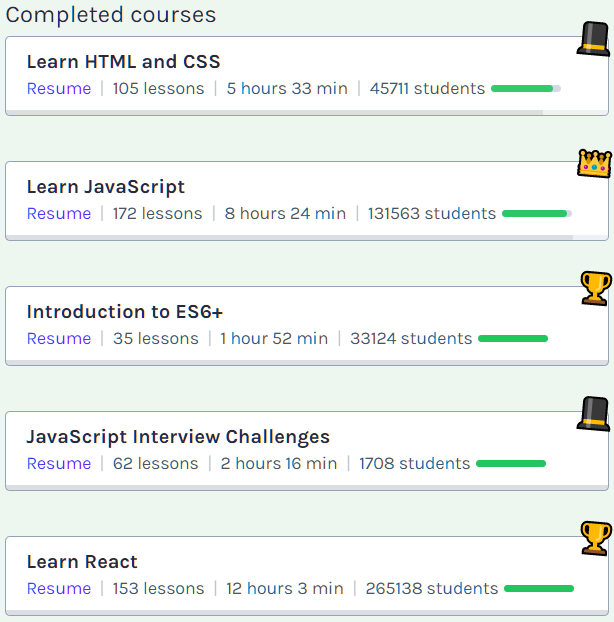 Completed courses
Learn HTML and CSS
Resume | 105 lessons | 5 hours 33 min | 45711 students
Learn JavaScript
Resume | 172 lessons | 8 hours 24 min | 131563 students
Introduction to ES6+
Resume | 35 lessons | 1 hour 52 min | 33124 students
JavaScript Interview Challenges
Resume | 62 lessons | 2 hours 16 min | 1708 students
Learn React
Resume | 153 lessons | 12 hours 3 min | 265138 students